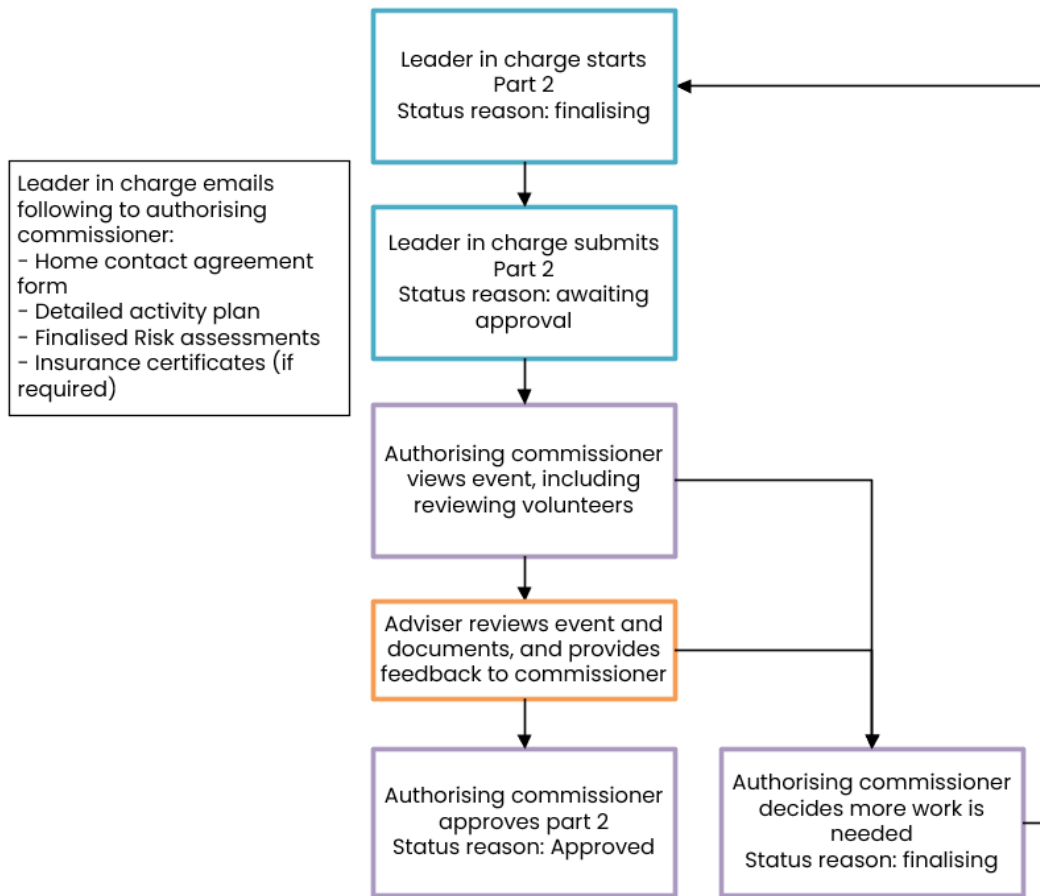 Leader in charge starts
Part 2
Status reason: finalising
Leader in charge emails
following to authorising
commissioner:
- Home contact agreement
form
- Detailed activity plan
- Finalised Risk assessments
- Insurance certificates (if
required)
Leader in charge submits
Part 2
Status reason: awaiting
approval
Authorising commissioner
views event, including
reviewing volunteers
Adviser reviews event and
documents, and provides
feedback to commissioner
Authorising commissioner
approves part 2
Status reason: Approved
Authorising commissioner
decides more work is
needed
Status reason: finalising